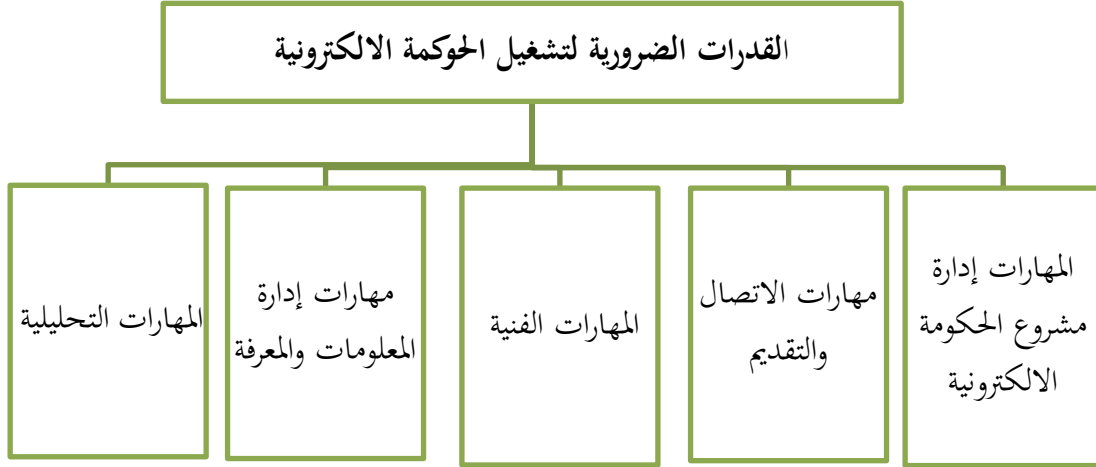 القدرات الضرورية لتشغيل الحوكمة الالكترونية
المهارات إدارة
مشروع الحكومة
الالكترونية
مهارات الاتصال
والتقديم
المهارات الفنية
مهارات إدارة
المعلومات والمعرفة
المهارات التحليلية